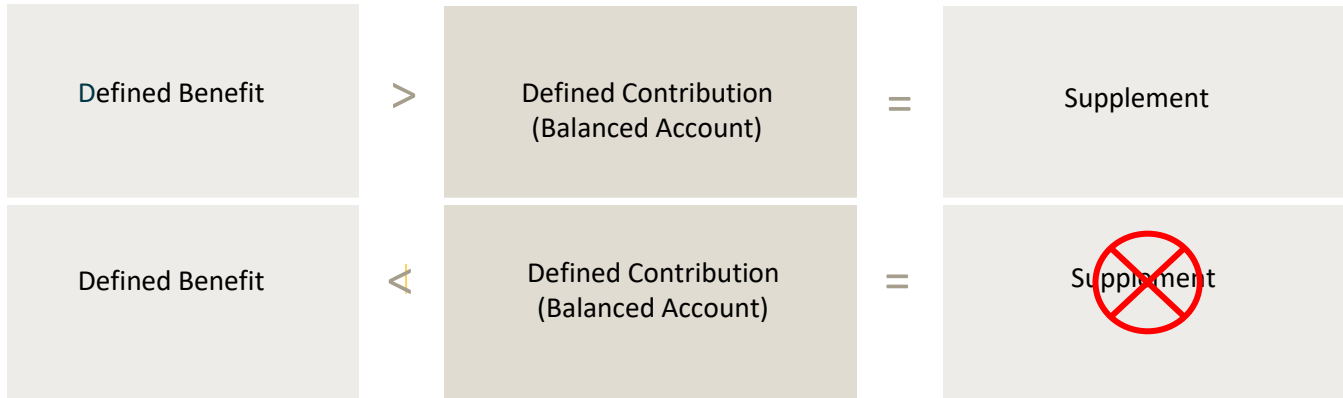 Defined Benefit
>
Defined Contribution
(Balanced Account)
=
Supplement
Defined Benefit
<
Defined Contribution
(Balanced Account)
=
Supplement